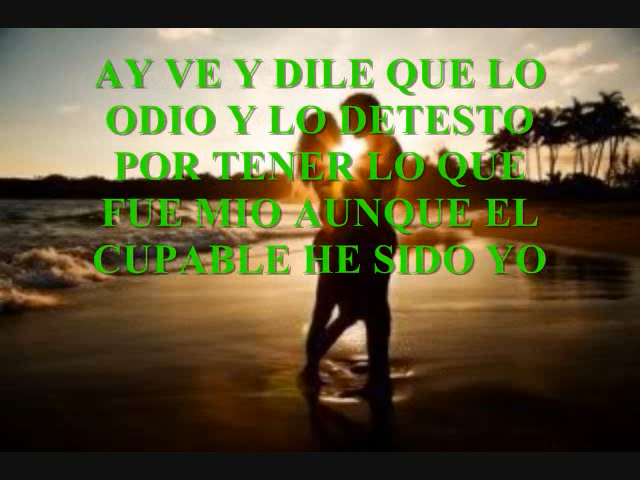 AY VE Y DILE QUE LO
ODIO Y LO DETESTO
POR TENER LO QUE
FUE MIO AUNQUE EL
CUPABLE HE SIDO YO